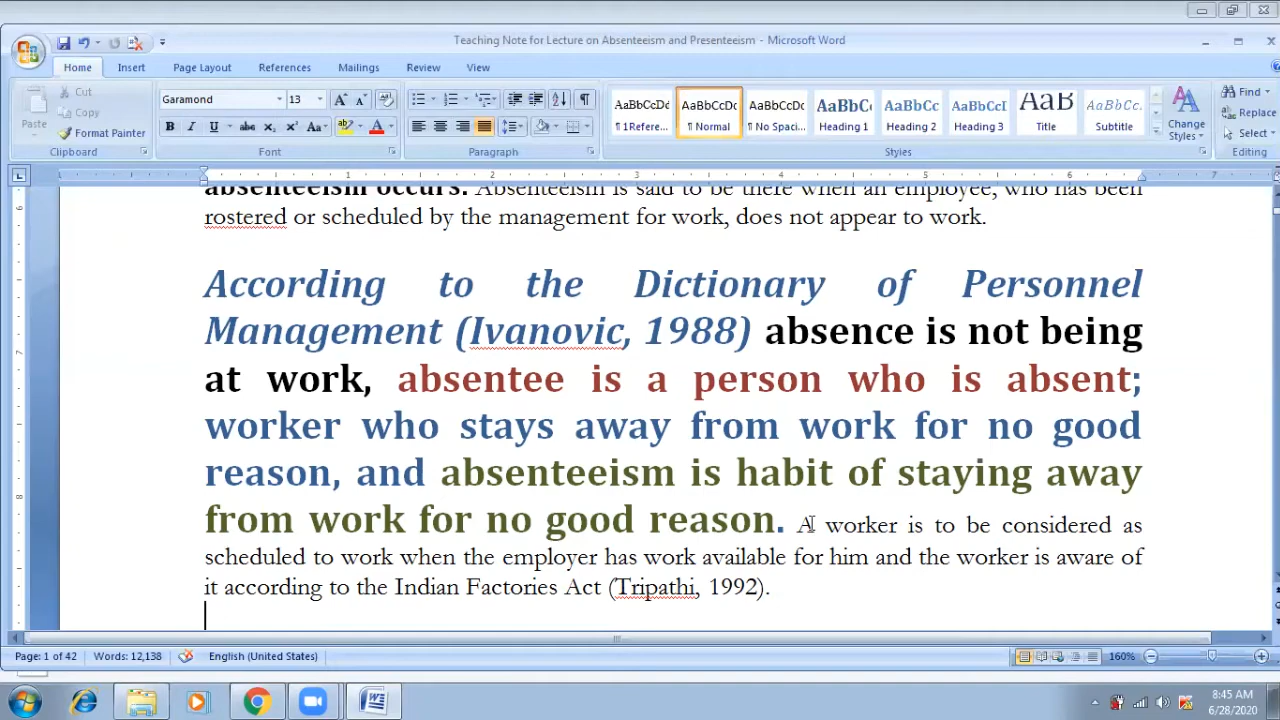 Teaching Note for Lecture on Absenteeism and Presenteeism - Microsoft Word
Home Insert Page Layout References Mailings Review View
Paste
Cut
Copy
Format Painter
Clipboard
Garamond 13
Font
Paragraph
AaBbCcDc AaBbCcDc AaBbCcDc AaBbC AaBbCc AaBbCcI AaB AaBbCc.
¶ 1Refere... ¶ Normal ¶ No Spaci... Heading 1 Heading 2 Heading 3 Title Subtitle
Change
Styles
Styles
Find
Replace
Select
Editing
1 1 2 3 4 5 6 7
absenteeism occurs. Absenteeism is said to be there when an employee, who has been
rostered or scheduled by the management for work, does not appear to work.
According to the Dictionary of Personnel
Management (Ivanovic, 1988) absence is not being
at work, absentee is a person who is absent;
worker who stays away from work for no good
reason, and absenteeism is habit of staying away
from work for no good reason. A worker is to be considered as
scheduled to work when the employer has work available for him and the worker is aware of
it according to the Indian Factories Act (Tripathi, 1992).
Page: 1 of 42 Words: 12,138 English (United States) 160%
8:45 AM
6/28/2020